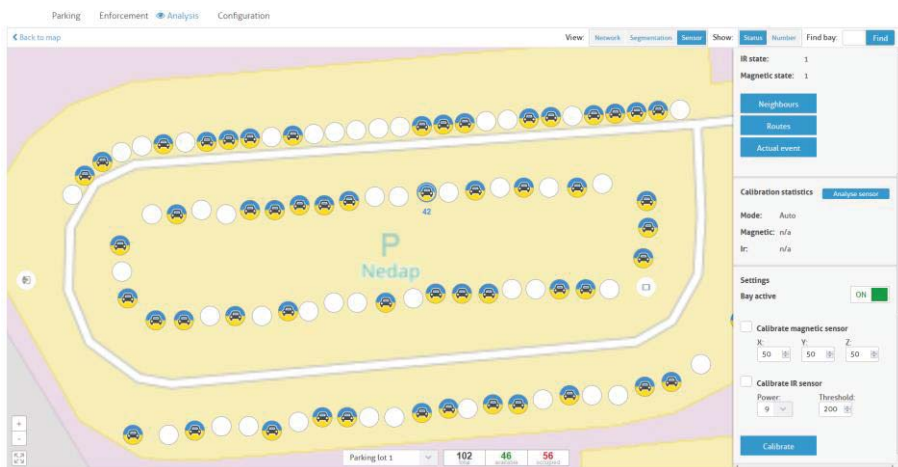 Parking Enforcement Analysis Configuration
Back to map View: Network Segmentation Sensor Show: Status Number Find bay: Find
IR state: 1
Magnetic state: 1
Neighbours
Routes
Actual event
Calibration statistics Analyse sensor
Mode: Auto
Magnetic: n/a
Ir: n/a
42
P
Nedap
Settings
Bay active ON
Calibrate magnetic sensor
X: Y: Z:
50 50 50
Calibrate IR sensor
Power: Threshold:
9 200
Calibrate
+
-
Parking lot 1 102 46 56
total available occupied